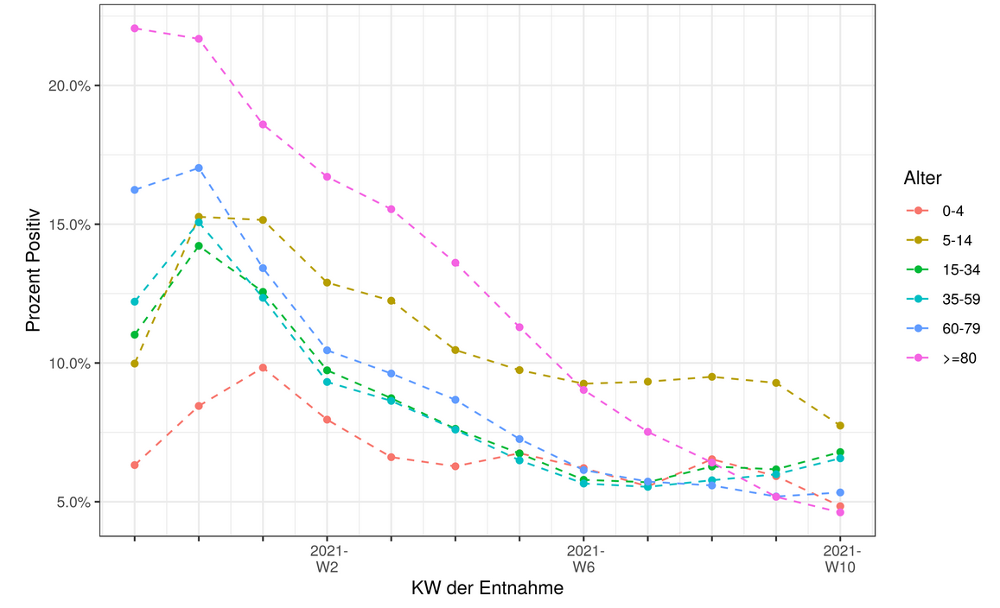 Prozent Positiv
20.0%
15.0%
10.0%
5.0%
2021-
W2
2021-
W6
2021-
W10
KW der Entnahme
Alter
0-4
5-14
15-34
35-59
60-79
>=80